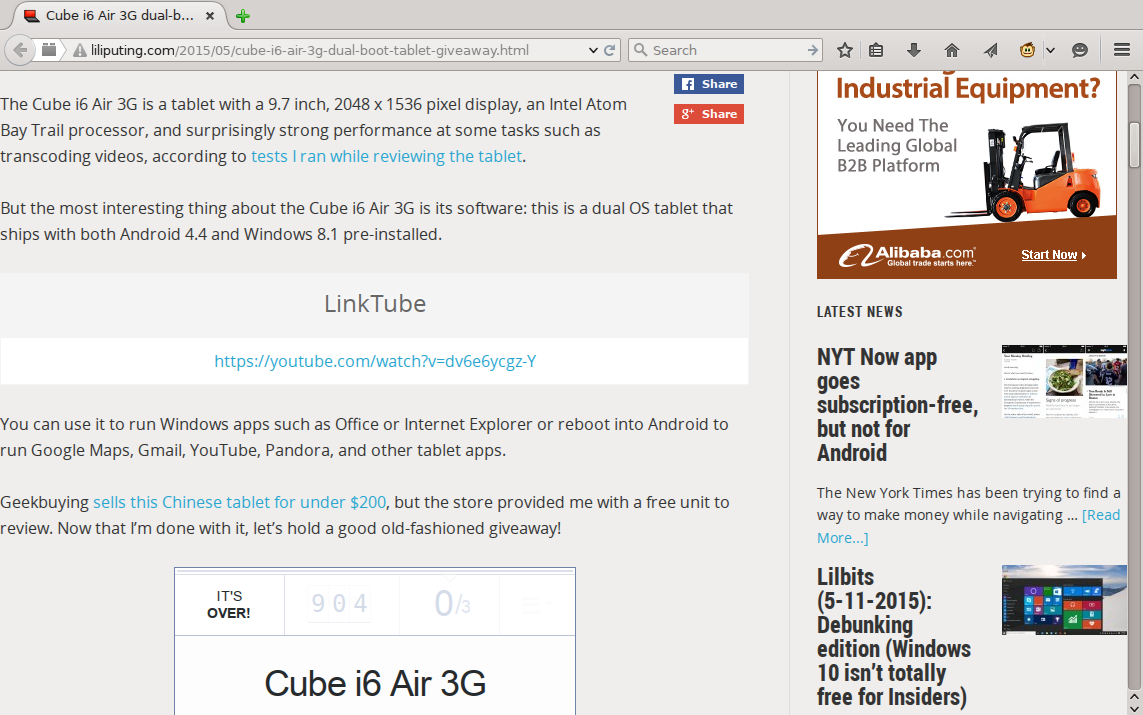 Cube i6 Air 3G dual-b...
liliputing.com/2015/05/cube-i6-air-3g-dual-boot-tablet-giveaway.html
Search
Share
Share
The Cube i6 Air 3G is a tablet with a 9.7 inch, 2048 x 1536 pixel display, an Intel Atom
Bay Trail processor, and surprisingly strong performance at some tasks such as
transcoding videos, according to tests I ran while reviewing the tablet.
But the most interesting thing about the Cube i6 Air 3G is its software: this is a dual OS tablet that
ships with both Android 4.4 and Windows 8.1 pre-installed.
LinkTube
https://youtube.com/watch?v=dv6e6ycgz-Y
You can use it to run Windows apps such as Office or Internet Explorer or reboot into Android to
run Google Maps, Gmail, YouTube, Pandora, and other tablet apps.
Geekbuying sells this Chinese tablet for under $200, but the store provided me with a free unit to
review. Now that I’m done with it, let’s hold a good old-fashioned giveaway!
IT'S
OVER!
904
0/3
Cube i6 Air 3G
Industrial Equipment?
You Need The
Leading Global
B2B Platform
Alibaba.com
Global trade starts here.™
Start Now
LATEST NEWS
NYT Now app
goes
subscription-free,
but not for
Android
The New York Times has been trying to find a
way to make money while navigating ... [Read
More...]
Lilbits
(5-11-2015):
Debunking
edition (Windows
10 isn’t totally
free for Insiders)